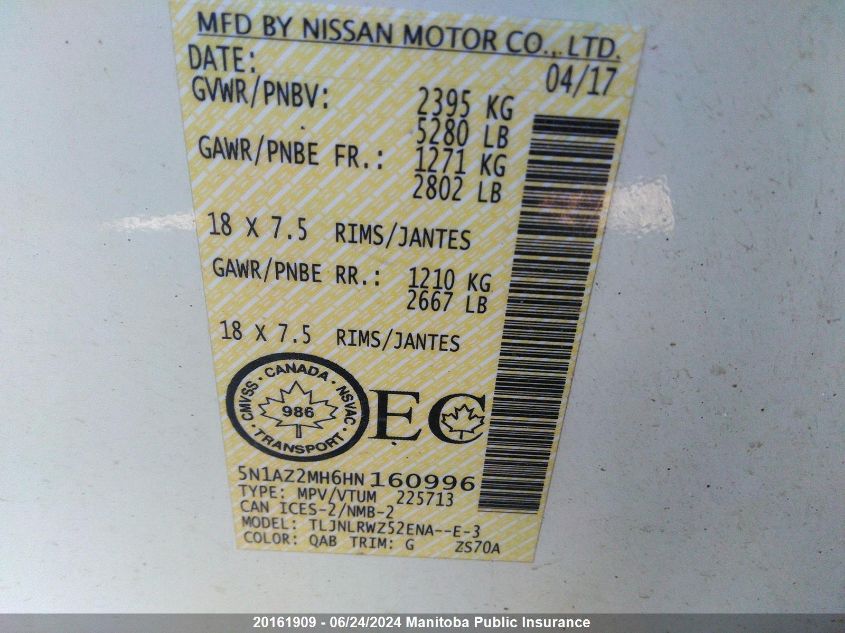 MFD BY NISSAN MOTOR CO., LTD.
DATE: 04/17
GVWR/PNBV: 2395 KG
5280 LB
GAWR/PNBE FR.: 1271 KG
2802 LB
18 X 7.5 RIMS/JANTES
GAWR/PNBE RR.: 1210 KG
2667 LB
18 X 7.5 RIMS/JANTES
CMVSS · CANADA · NSVAC
986
TRANSPORT
EC
5N1AZ2MH6HN160996
TYPE: MPV/VTUM 225713
CAN ICES-2/NMB-2
MODEL: TLJNLRWZ52ENA--E-3
COLOR: QAB TRIM: G ZS70A
20161909 - 06/24/2024 Manitoba Public Insurance